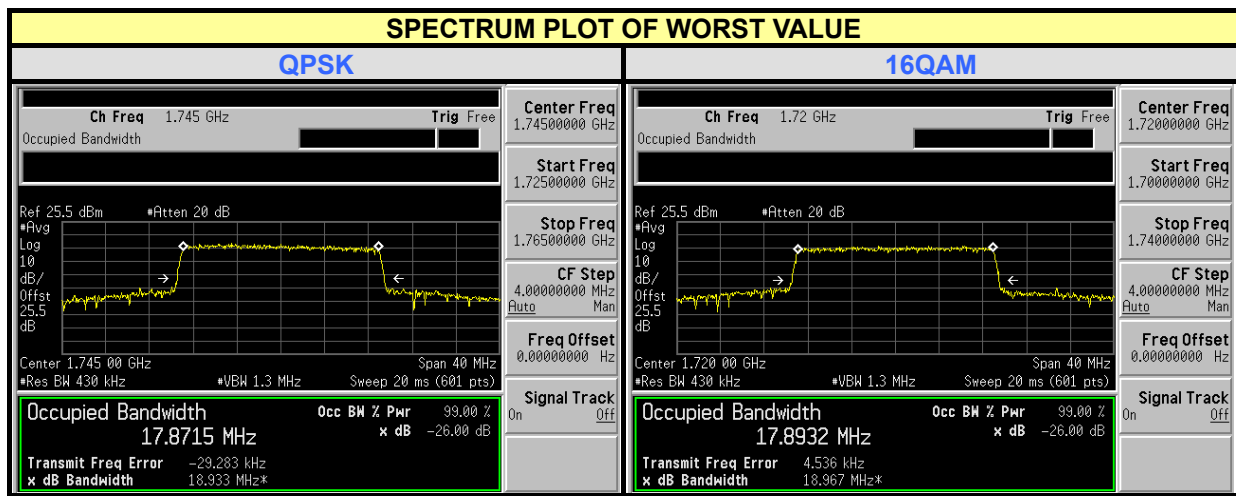 SPECTRUM PLOT OF WORST VALUE
QPSK
Ch Freq 1.745 GHz Trig Free
Occupied Bandwidth
Ref 25.5 dBm #Atten 20 dB
#Avg
Log
10
dB/
Offst
25.5
dB
Center 1.745 00 GHz Span 40 MHz
#Res BW 430 kHz #VBW 1.3 MHz Sweep 20 ms (601 pts)
Occupied Bandwidth Occ BW % Pwr 99.00 %
17.8715 MHz x dB -26.00 dB
Transmit Freq Error -29.283 kHz
x dB Bandwidth 18.933 MHz*
Center Freq
1.74500000 GHz
Start Freq
1.72500000 GHz
Stop Freq
1.76500000 GHz
CF Step
4.00000000 MHz
Auto Man
Freq Offset
0.00000000 Hz
Signal Track
On Off
16QAM
Ch Freq 1.72 GHz Trig Free
Occupied Bandwidth
Ref 25.5 dBm #Atten 20 dB
#Avg
Log
10
dB/
Offst
25.5
dB
Center 1.720 00 GHz Span 40 MHz
#Res BW 430 kHz #VBW 1.3 MHz Sweep 20 ms (601 pts)
Occupied Bandwidth Occ BW % Pwr 99.00 %
17.8932 MHz x dB -26.00 dB
Transmit Freq Error 4.536 kHz
x dB Bandwidth 18.967 MHz*
Center Freq
1.72000000 GHz
Start Freq
1.70000000 GHz
Stop Freq
1.74000000 GHz
CF Step
4.00000000 MHz
Auto Man
Freq Offset
0.00000000 Hz
Signal Track
On Off